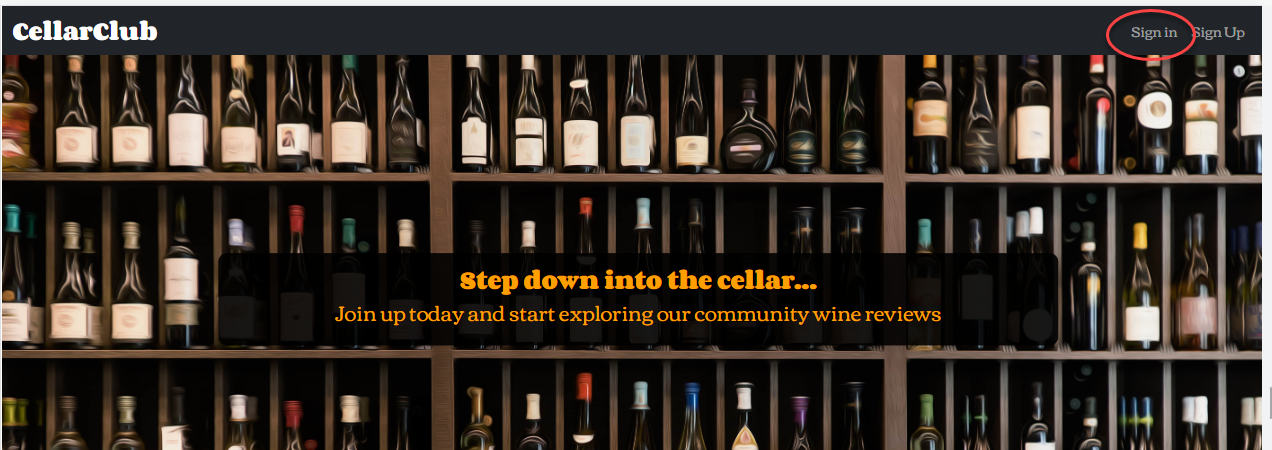 CellarClub
Sign in Sign Up
Step down into the cellar...
Join up today and start exploring our community wine reviews